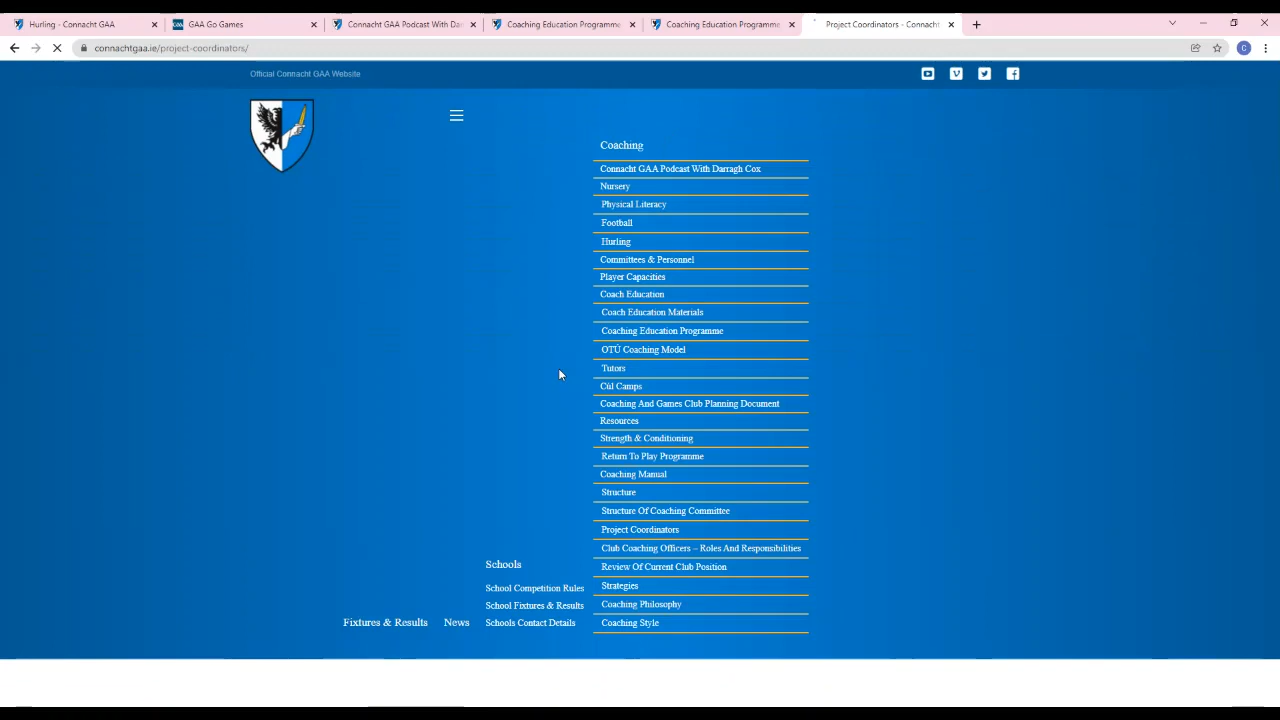 Hurling - Connacht GAA
GAA Go Games
Connacht GAA Podcast With Da
Coaching Education Programme
Coaching Education Programme
Project Coordinators - Connacht
connachtgaa.ie/project-coordinators/
C
Official Connacht GAA Website
Coaching
Connacht GAA Podcast With Darragh Cox
Nursery
Physical Literacy
Football
Hurling
Committees & Personnel
Player Capacities
Coach Education
Coach Education Materials
Coaching Education Programme
OTÚ Coaching Model
Tutors
Cúl Camps
Coaching And Games Club Planning Document
Resources
Strength & Conditioning
Return To Play Programme
Coaching Manual
Structure
Structure Of Coaching Committee
Project Coordinators
Club Coaching Officers – Roles And Responsibilities
Review Of Current Club Position
Strategies
Coaching Philosophy
Coaching Style
Schools
School Competition Rules
School Fixtures & Results
Schools Contact Details
Fixtures & Results
News